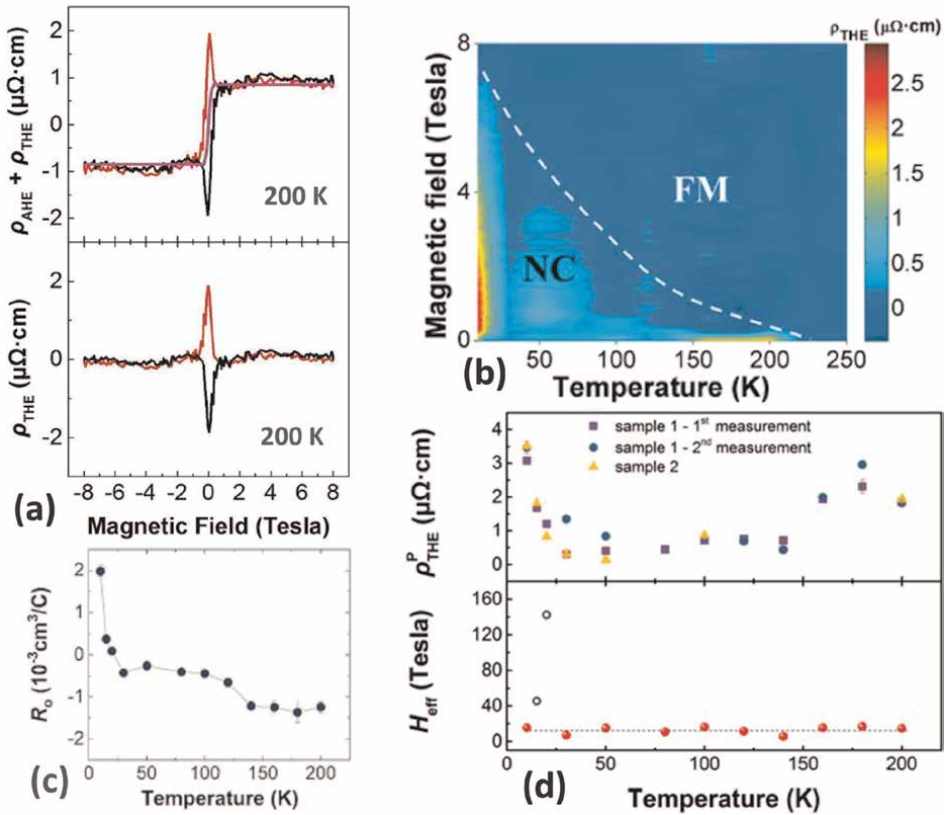 ρAHE + ρTHE (μΩ·cm)
2
1
0
-1
-2
200 K
ρTHE (μΩ·cm)
2
0
-2
200 K
-8 -6 -4 -2 0 2 4 6 8
(a) Magnetic Field (Tesla)
Magnetic field (Tesla)
8
4
0
FM
NC
50 100 150 200 250
(b) Temperature (K)
ρTHE (μΩ·cm)
2.5
2
1.5
1
0.5
0
Ro (10-3cm3/C)
2
1
0
-1
-2
0 50 100 150 200
(c) Temperature (K)
ρPTHE (μΩ·cm)
4
3
2
1
0
sample 1 - 1st measurement
sample 1 - 2nd measurement
sample 2
Heff (Tesla)
160
120
80
40
0
0 50 100 150 200
(d) Temperature (K)